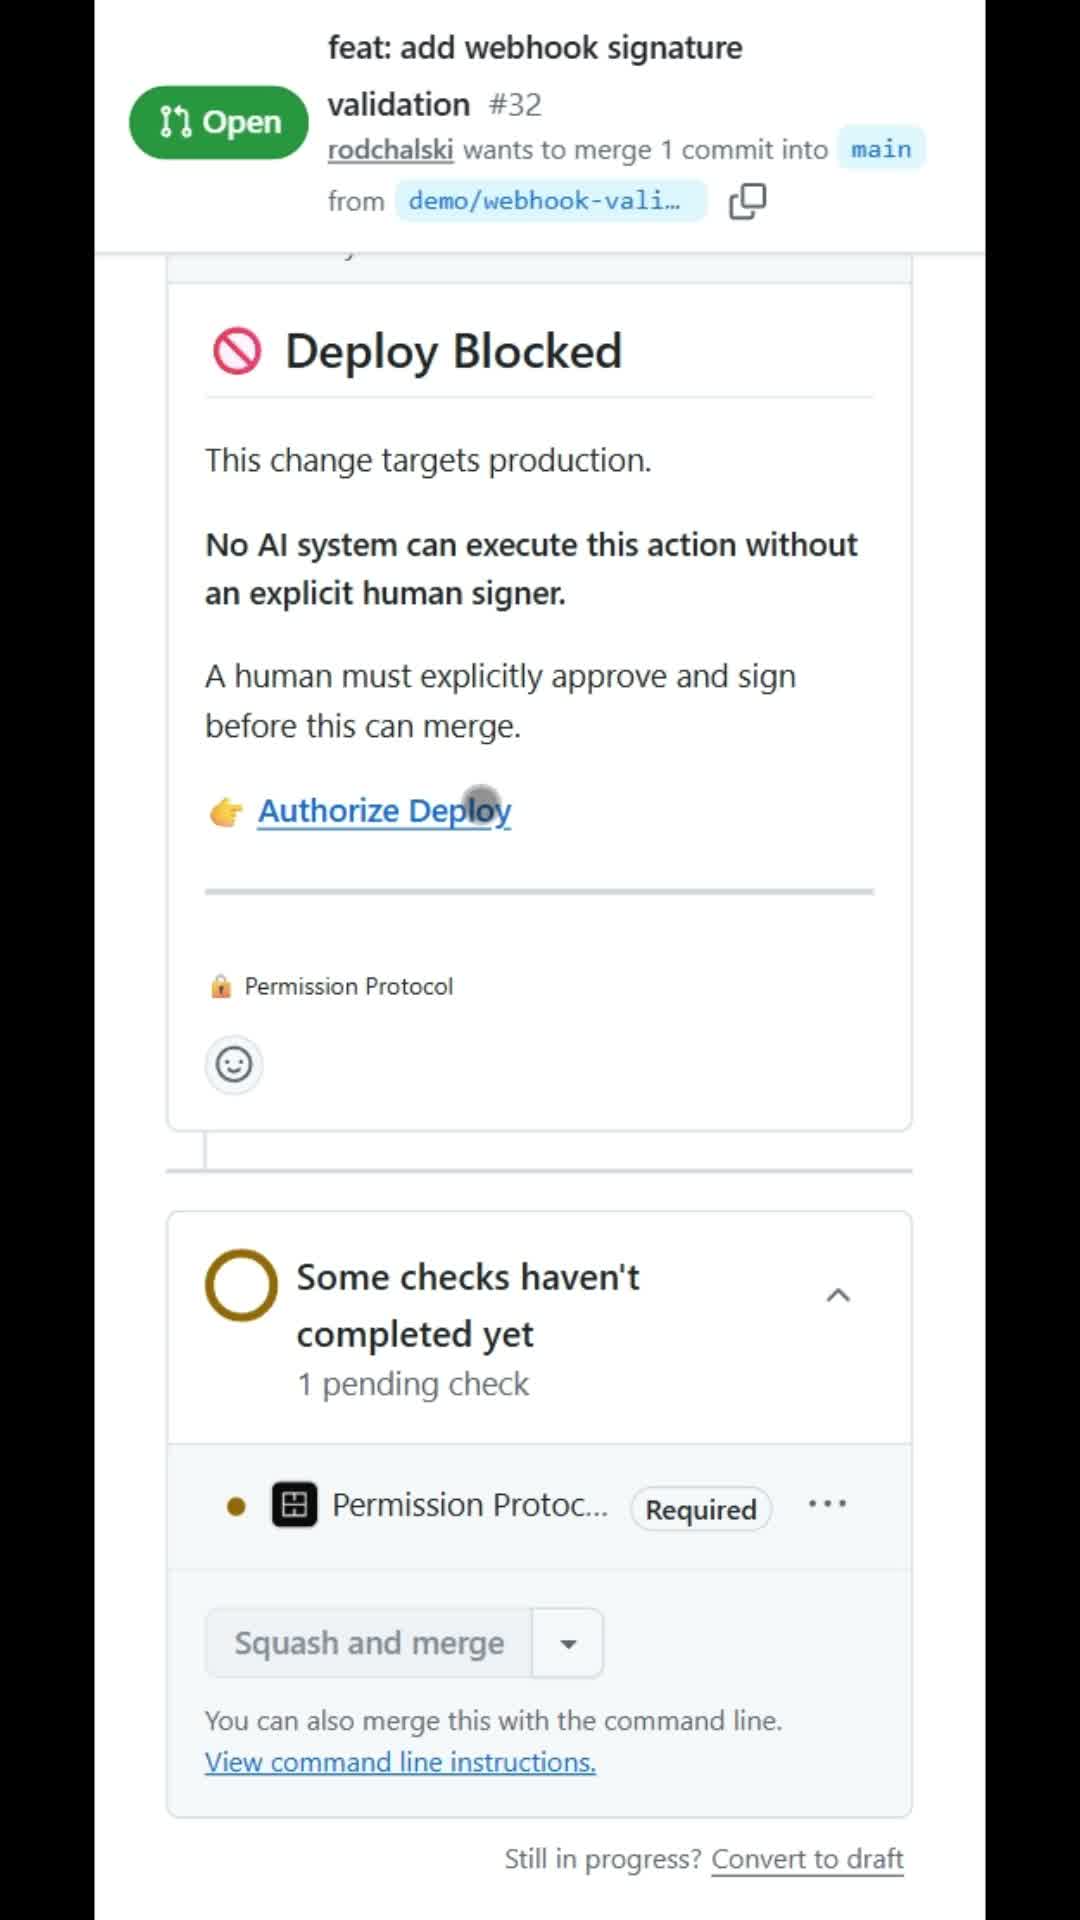 feat: add webhook signature
validation #32
Open
rodchalski wants to merge 1 commit into main
from demo/webhook-vali...
Deploy Blocked
This change targets production.
No AI system can execute this action without
an explicit human signer.
A human must explicitly approve and sign
before this can merge.
Authorize Deploy
Permission Protocol
Some checks haven't
completed yet
1 pending check
Permission Protoc... Required
Squash and merge
You can also merge this with the command line.
View command line instructions.
Still in progress? Convert to draft